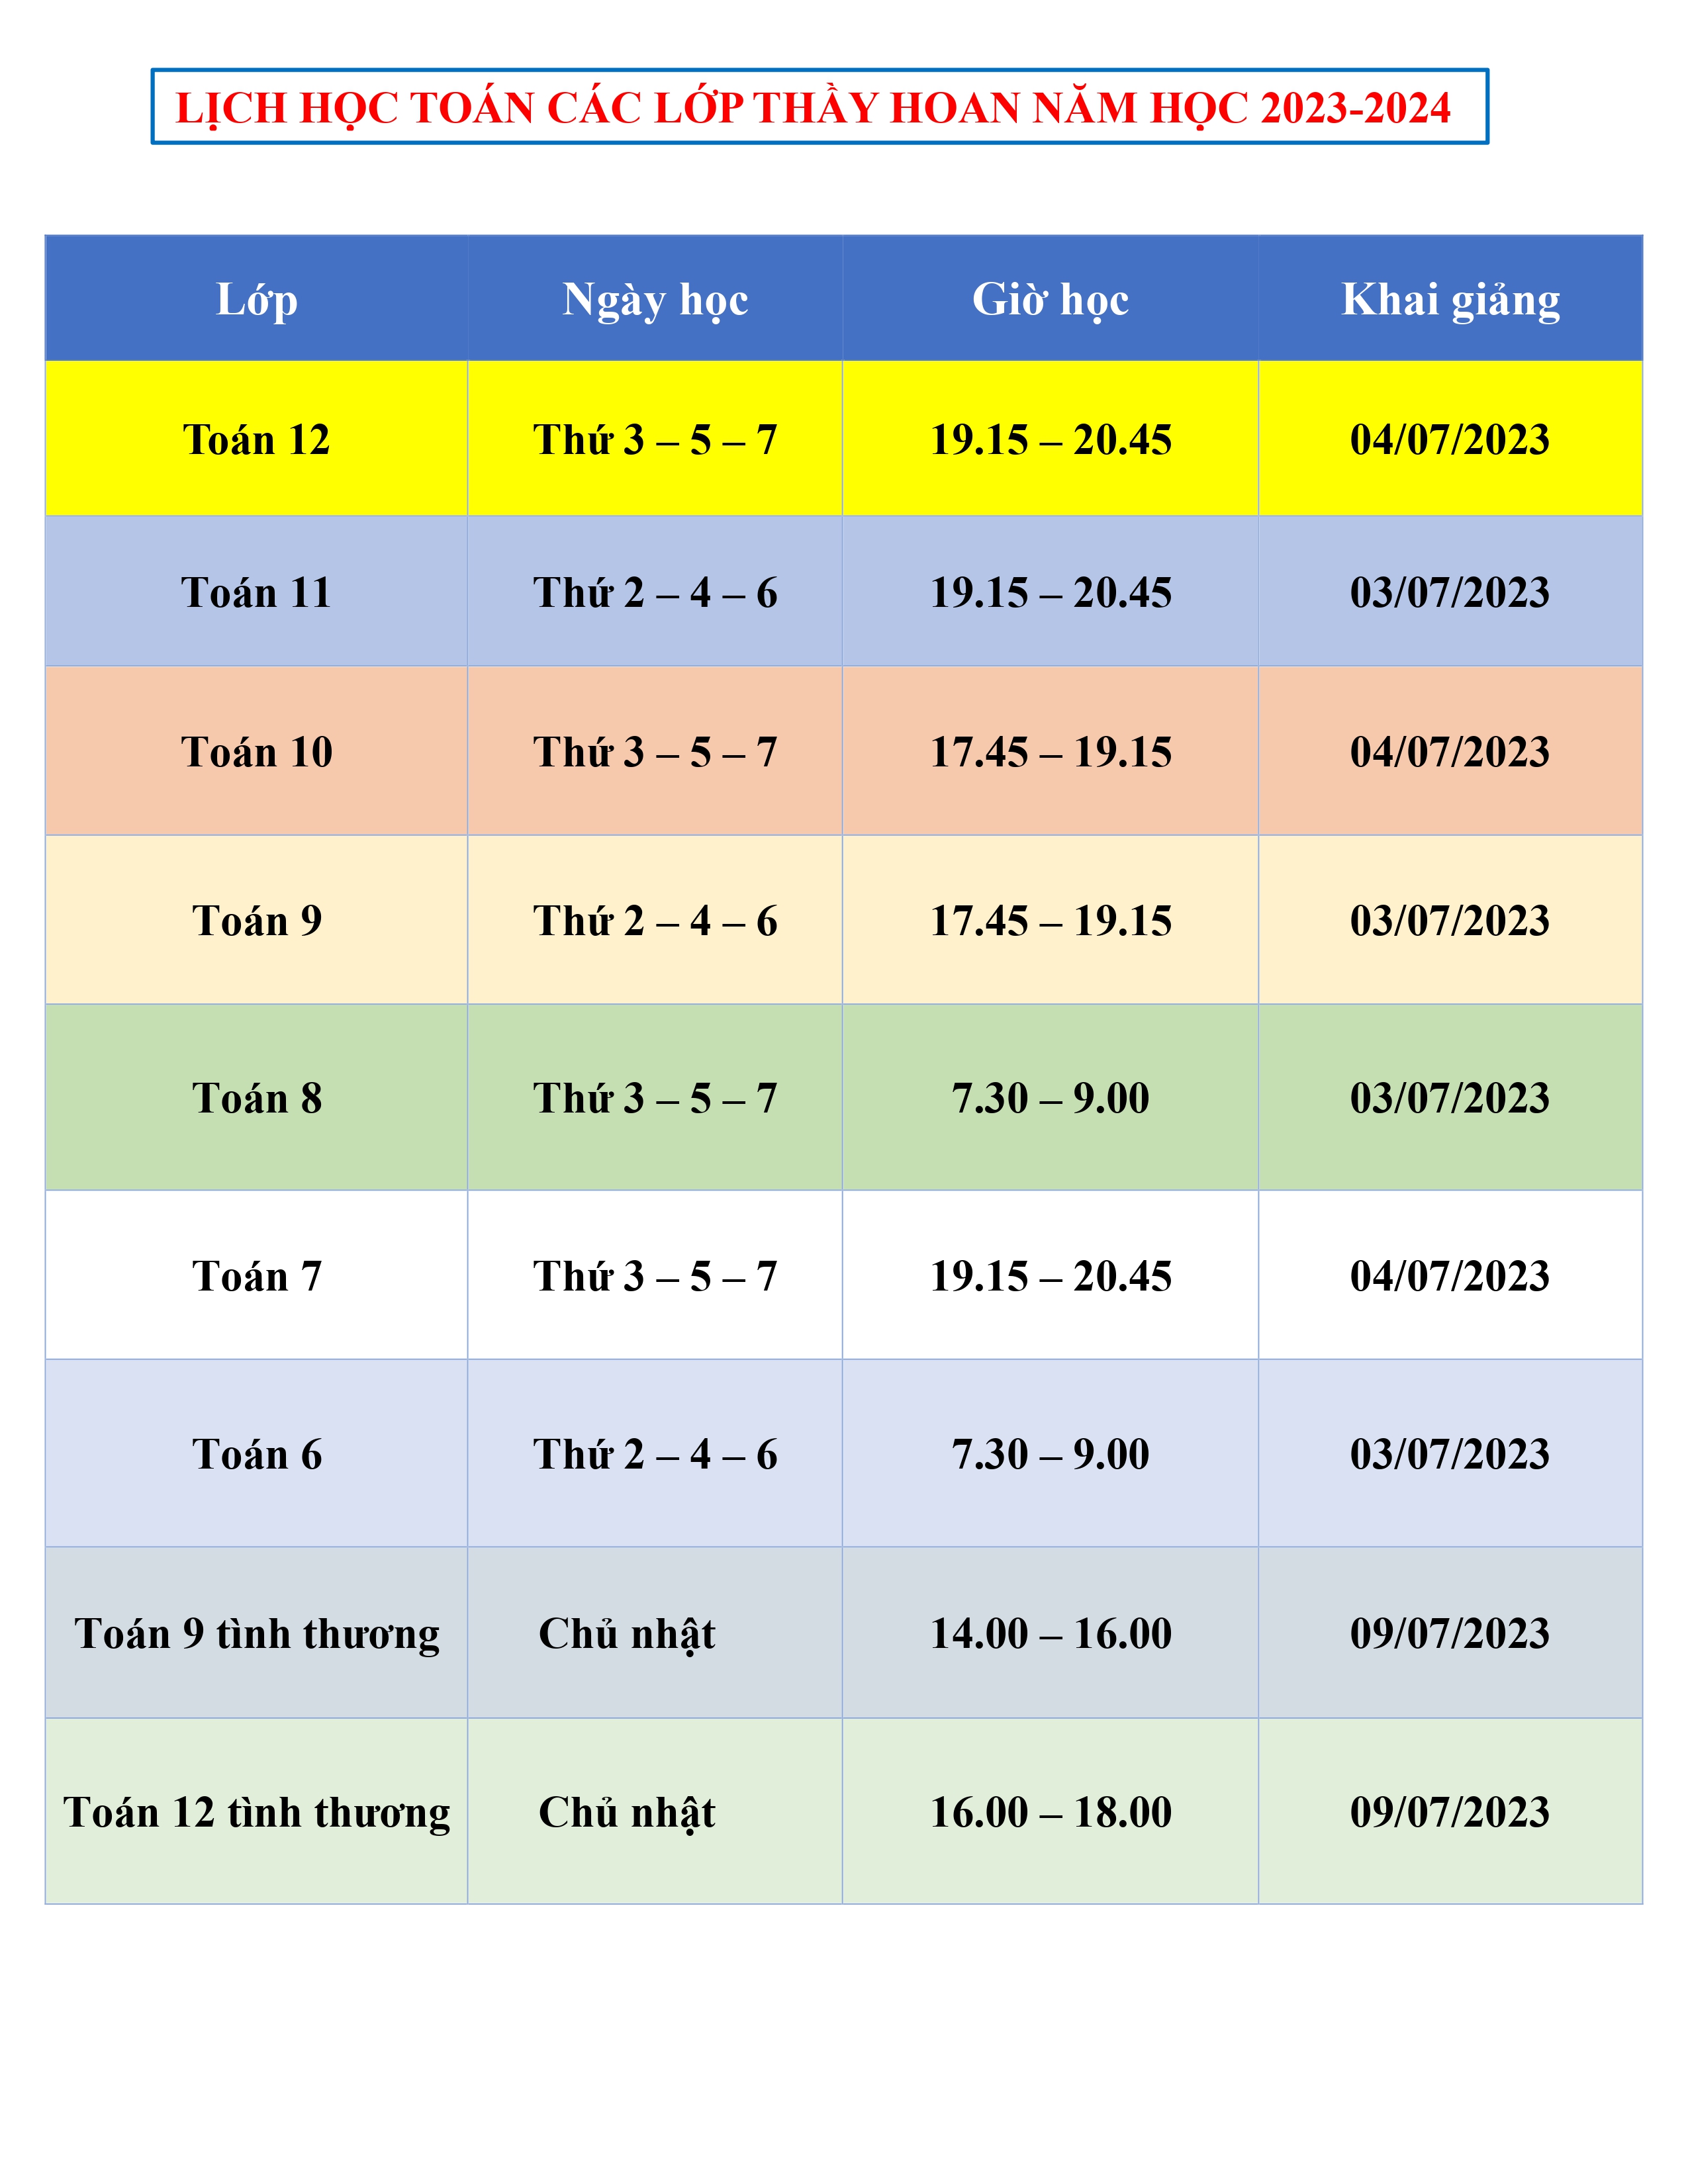 LỊCH HỌC TOÁN CÁC LỚP THẦY HOAN NĂM HỌC 2023-2024
Lớp Ngày học Giờ học Khai giảng
Toán 12 Thứ 3 – 5 – 7 19.15 – 20.45 04/07/2023
Toán 11 Thứ 2 – 4 – 6 19.15 – 20.45 03/07/2023
Toán 10 Thứ 3 – 5 – 7 17.45 – 19.15 04/07/2023
Toán 9 Thứ 2 – 4 – 6 17.45 – 19.15 03/07/2023
Toán 8 Thứ 3 – 5 – 7 7.30 – 9.00 03/07/2023
Toán 7 Thứ 3 – 5 – 7 19.15 – 20.45 04/07/2023
Toán 6 Thứ 2 – 4 – 6 7.30 – 9.00 03/07/2023
Toán 9 tình thương Chủ nhật 14.00 – 16.00 09/07/2023
Toán 12 tình thương Chủ nhật 16.00 – 18.00 09/07/2023